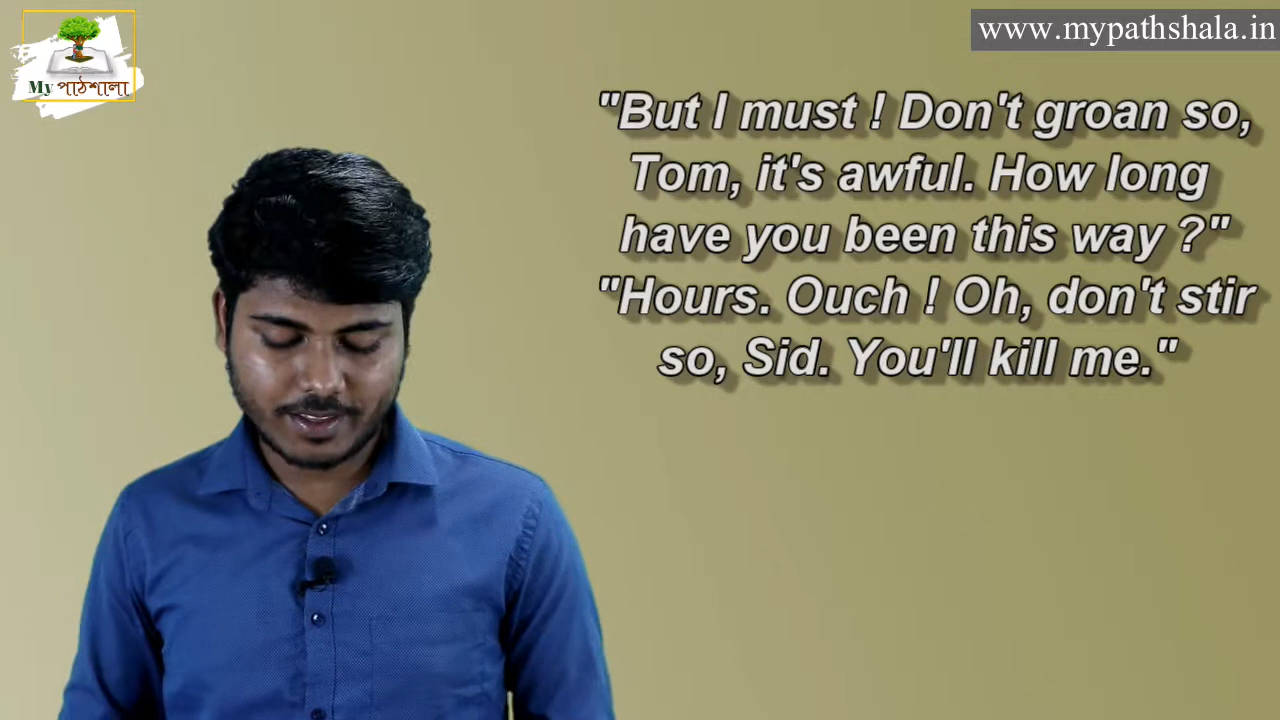 www.mypathshala.in
My পাঠশালা
"But I must ! Don't groan so,
Tom, it's awful. How long
have you been this way ?"
"Hours. Ouch ! Oh, don't stir
so, Sid. You'll kill me."